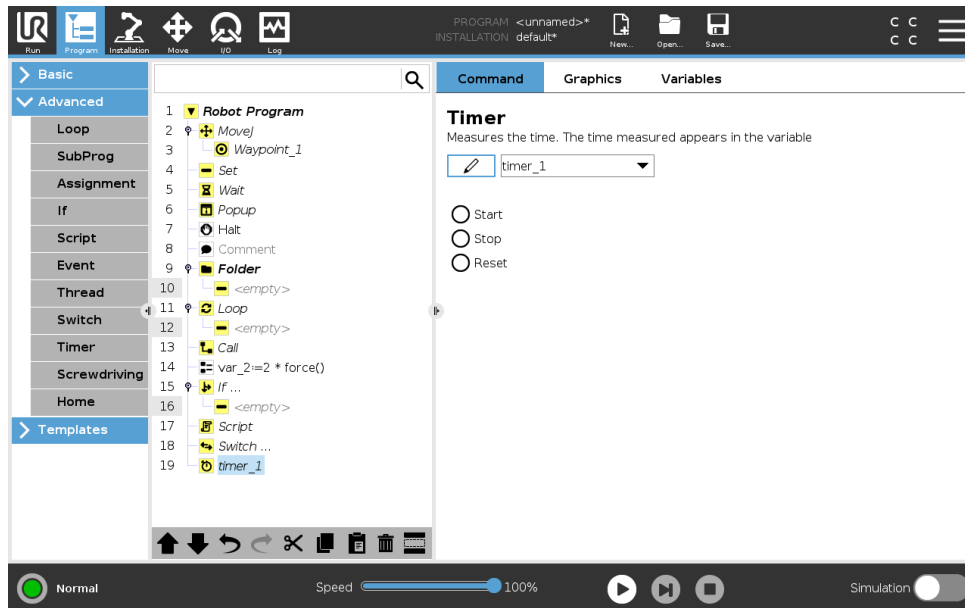 UR
Run
Program
Installation
Move
I/O
Log
PROGRAM <unnamed>*
INSTALLATION default*
New...
Open...
Save...
C C
C C
Basic
Advanced
Loop
SubProg
Assignment
If
Script
Event
Thread
Switch
Timer
Screwdriving
Home
Templates
1 Robot Program
2 MoveJ
3 Waypoint_1
4 Set
5 Wait
6 Popup
7 Halt
8 Comment
9 Folder
10 <empty>
11 Loop
12 <empty>
13 Call
14 var_2:=2 * force()
15 If ...
16 <empty>
17 Script
18 Switch ...
19 timer_1
Command Graphics Variables
Timer
Measures the time. The time measured appears in the variable
timer_1
Start
Stop
Reset
Normal
Speed 100%
Simulation